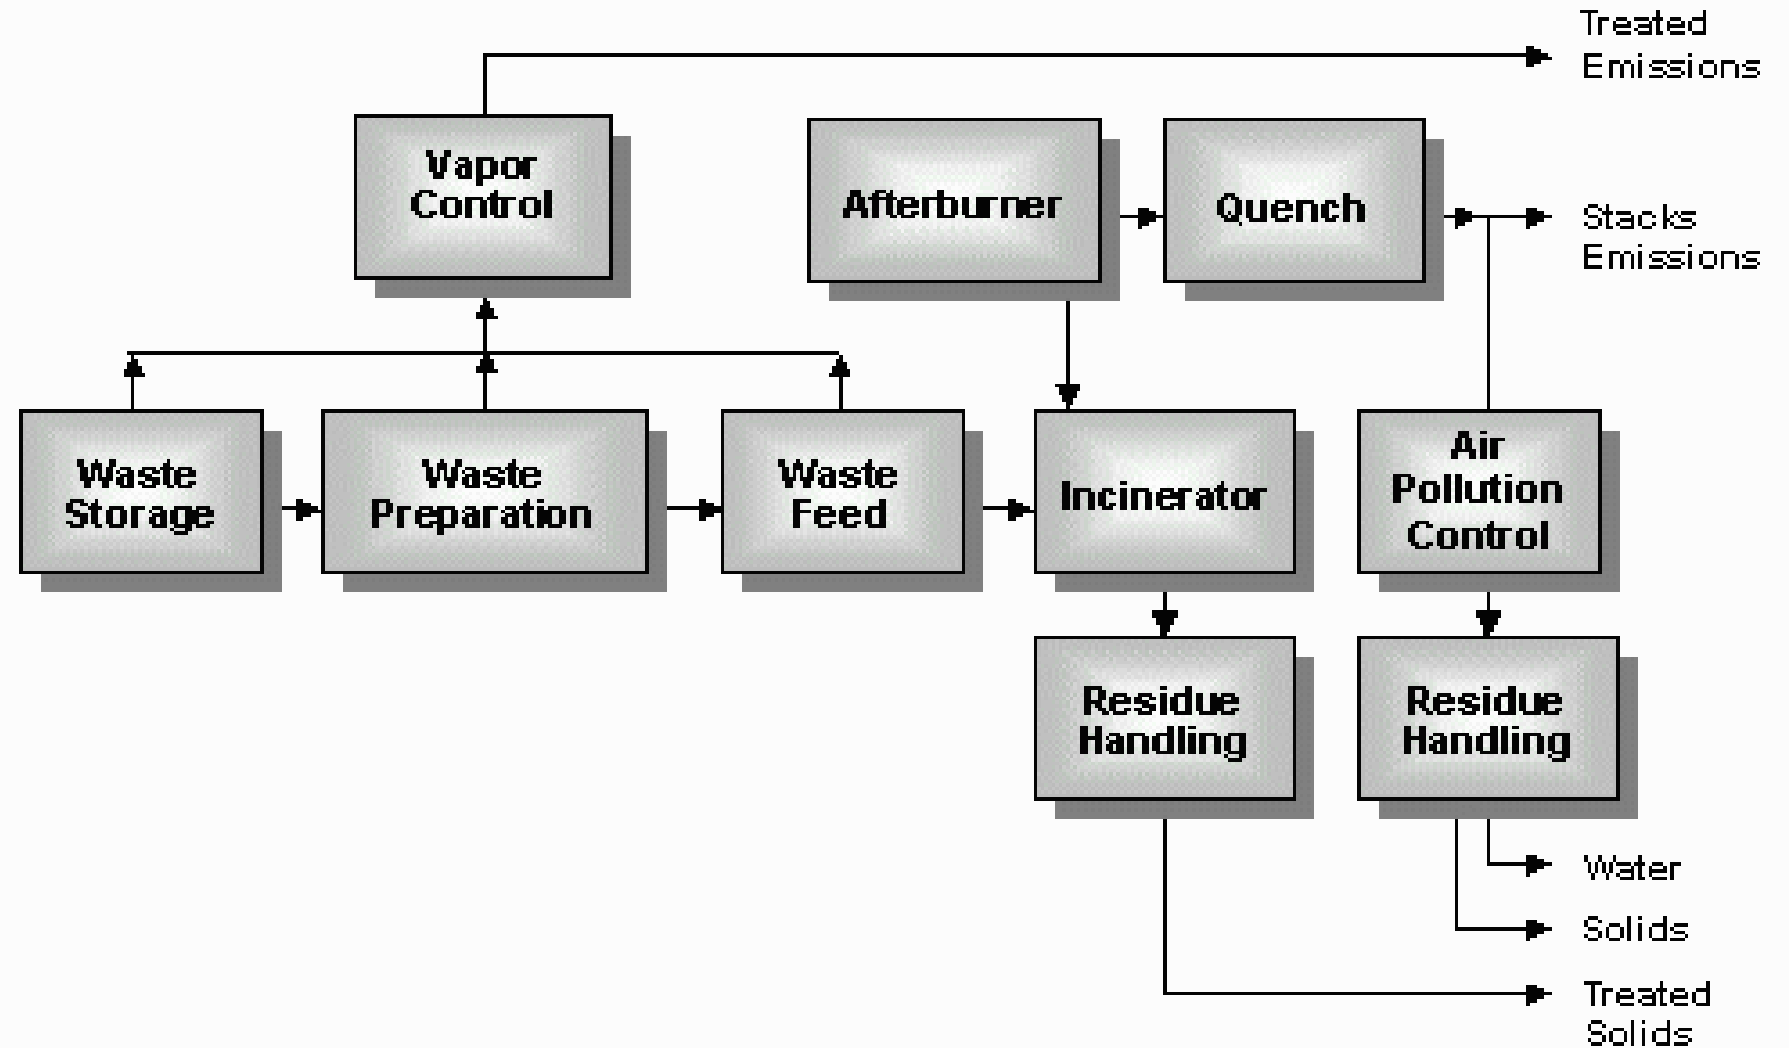 Treated
Emissions
Vapor
Control
Afterburner
Quench
Stacks
Emissions
Waste
Storage
Waste
Preparation
Waste
Feed
Incinerator
Air
Pollution
Control
Residue
Handling
Residue
Handling
Water
Solids
Treated
Solids